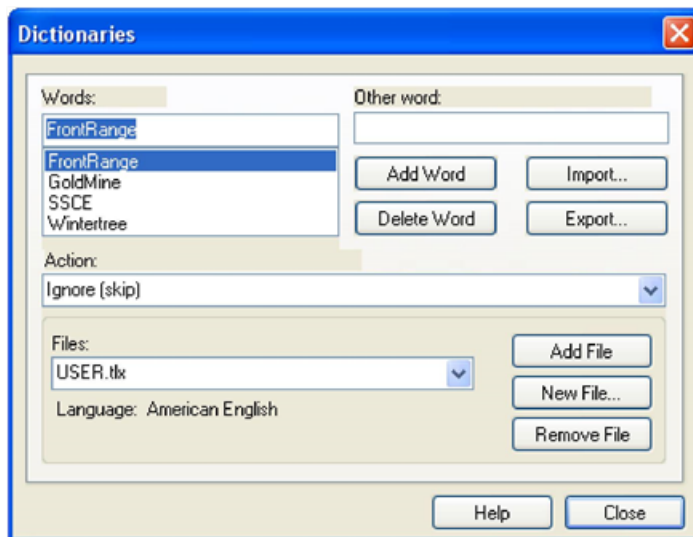 Dictionaries
Words:
Other word:
FrontRange
FrontRange
GoldMine
SSCE
Wintertree
Add Word
Import...
Delete Word
Export...
Action:
Ignore (skip)
Files:
USER.tlx
Language: American English
Add File
New File...
Remove File
Help
Close